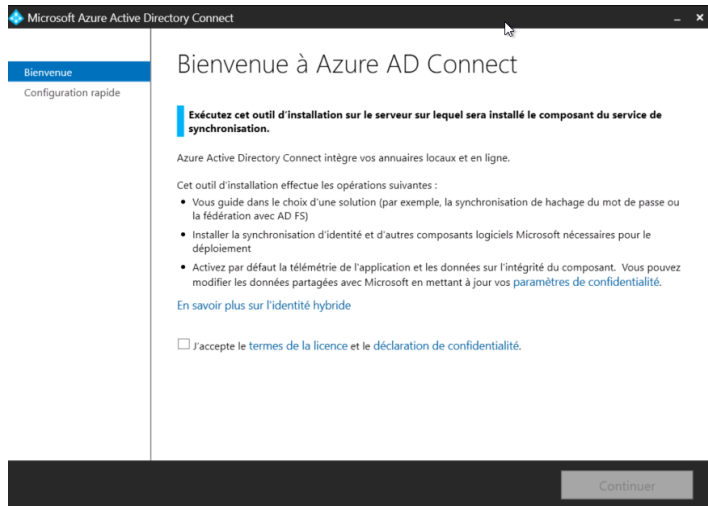 Microsoft Azure Active Directory Connect
Bienvenue
Configuration rapide
Bienvenue à Azure AD Connect
Exécutez cet outil d'installation sur le serveur sur lequel sera installé le composant du service de
synchronisation.
Azure Active Directory Connect intègre vos annuaires locaux et en ligne.
Cet outil d'installation effectue les opérations suivantes :
• Vous guide dans le choix d'une solution (par exemple, la synchronisation de hachage du mot de passe ou
la fédération avec AD FS)
• Installer la synchronisation d'identité et d'autres composants logiciels Microsoft nécessaires pour le
déploiement
• Activez par défaut la télémétrie de l'application et les données sur l'intégrité du composant. Vous pouvez
modifier les données partagées avec Microsoft en mettant à jour vos paramètres de confidentialité.
En savoir plus sur l'identité hybride
J'accepte le termes de la licence et le déclaration de confidentialité.
Continuer